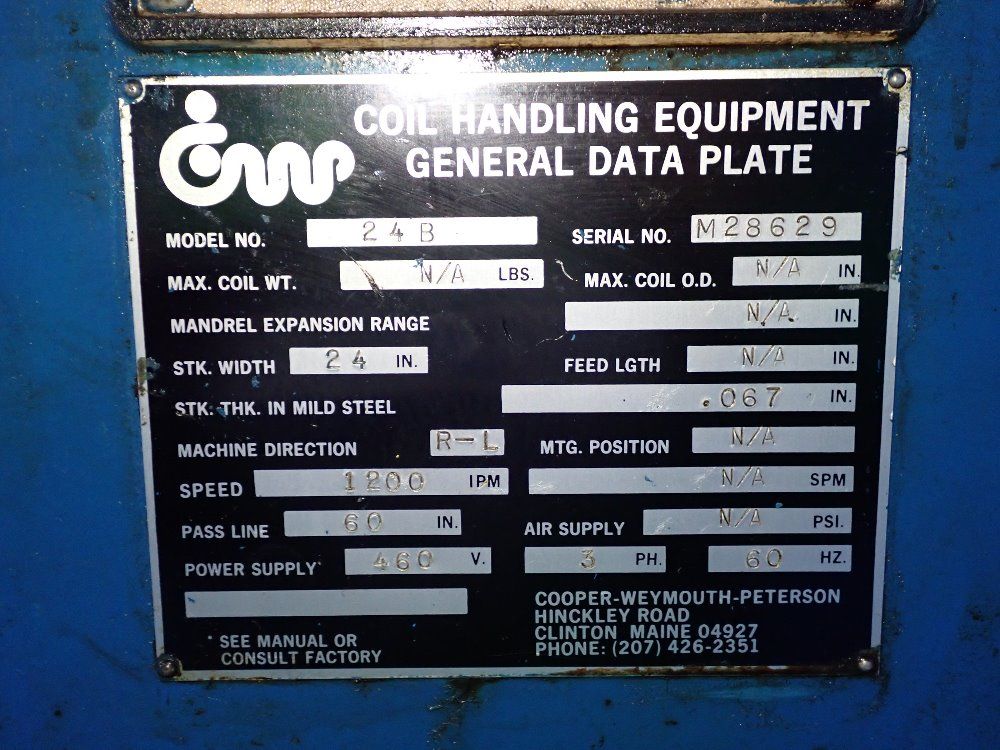 cwp
COIL HANDLING EQUIPMENT
GENERAL DATA PLATE
MODEL NO. 24B SERIAL NO. M28629
MAX. COIL WT. N/A LBS. MAX. COIL O.D. N/A IN.
MANDREL EXPANSION RANGE N/A IN.
STK. WIDTH 24 IN. FEED LGTH N/A IN.
STK. THK. IN MILD STEEL .067 IN.
MACHINE DIRECTION R-L MTG. POSITION N/A
SPEED 1200 IPM N/A SPM
PASS LINE 60 IN. AIR SUPPLY N/A PSI.
POWER SUPPLY* 460 V. 3 PH. 60 HZ.
* SEE MANUAL OR
CONSULT FACTORY
COOPER-WEYMOUTH-PETERSON
HINCKLEY ROAD
CLINTON MAINE 04927
PHONE: (207) 426-2351